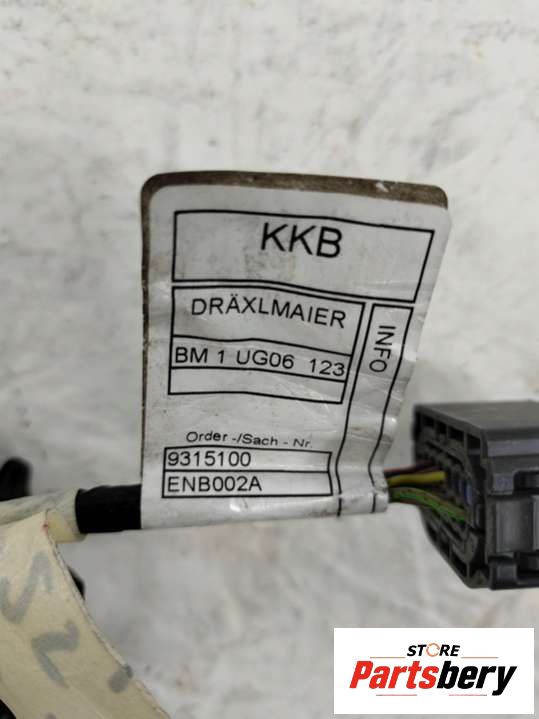 KKB
DRÄXLMAIER
INFO
BM 1 UG06 123
Order -/Sach - Nr.
9315100
ENB002A
STORE
Partsbery